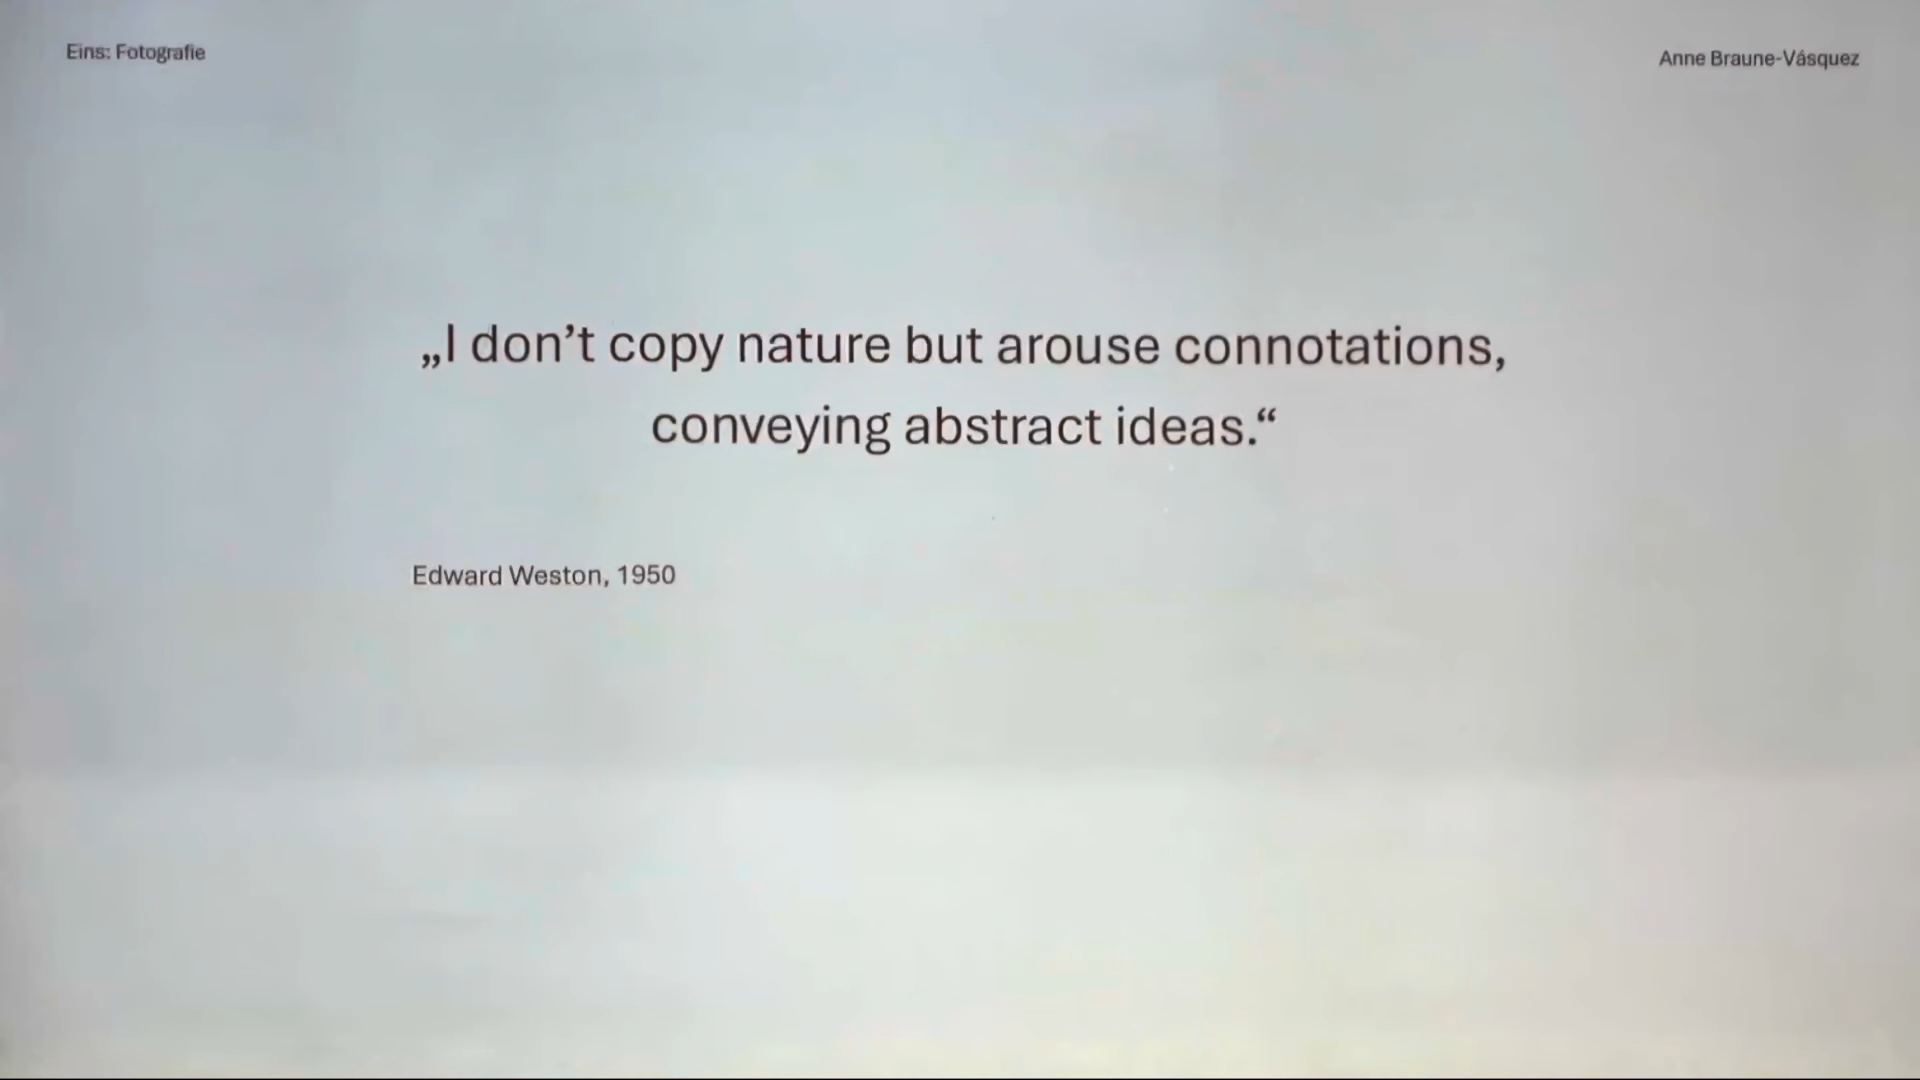 Eins: Fotografie
Anne Braune-Vásquez
„I don’t copy nature but arouse connotations,
conveying abstract ideas.“
Edward Weston, 1950